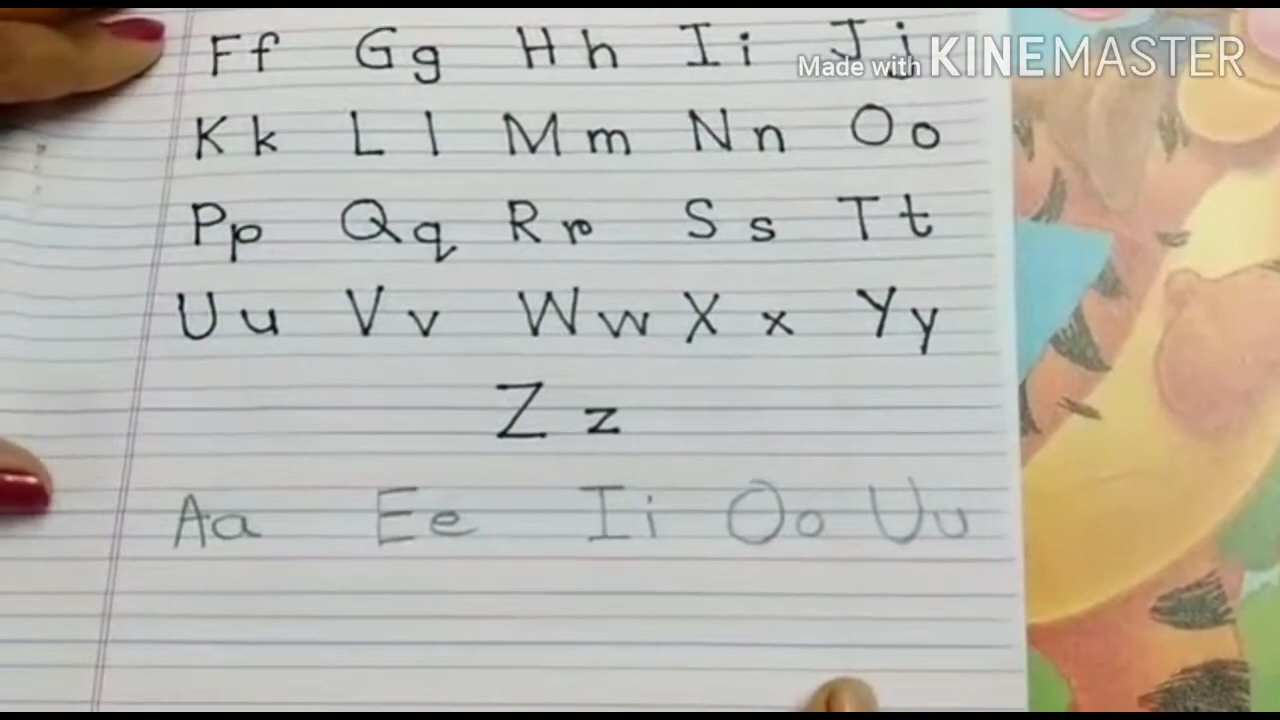 Ff Gg Hh Ii Jj
Made with KINEMASTER
Kk Ll Mm Nn Oo
Pp Qq Rr Ss Tt
Uu Vv Ww Xx Yy
Zz
Aa Ee Ii Oo Uu